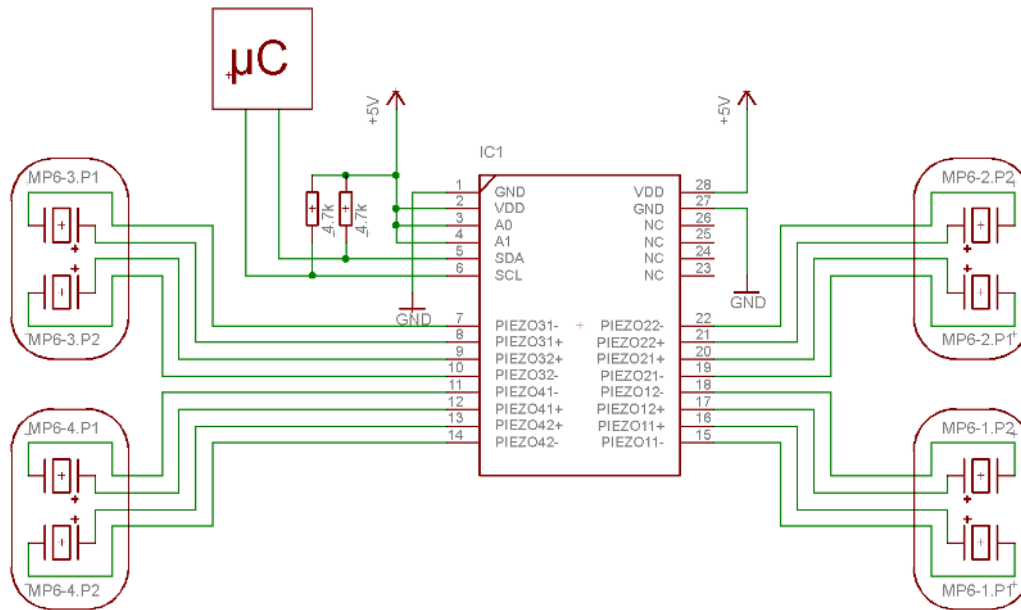 µC
+5V
+5V
IC1
MP6-3.P1
MP6-3.P2
MP6-4.P1
MP6-4.P2
4.7k
4.7k
1 GND
2 VDD
3 A0
4 A1
5 SDA
6 SCL
GND
7 PIEZO31-
8 PIEZO31+
9 PIEZO32+
10 PIEZO32-
11 PIEZO41-
12 PIEZO41+
13 PIEZO42+
14 PIEZO42-
VDD 28
GND 27
NC 26
NC 25
NC 24
NC 23
GND
PIEZO22- 22
PIEZO22+ 21
PIEZO21+ 20
PIEZO21- 19
PIEZO12- 18
PIEZO12+ 17
PIEZO11+ 16
PIEZO11- 15
MP6-2.P2
MP6-2.P1
MP6-1.P2
MP6-1.P1